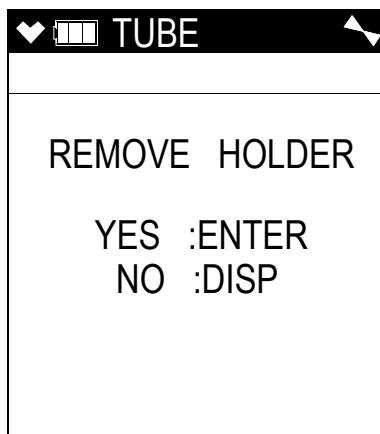 TUBE
REMOVE HOLDER
YES :ENTER
NO :DISP